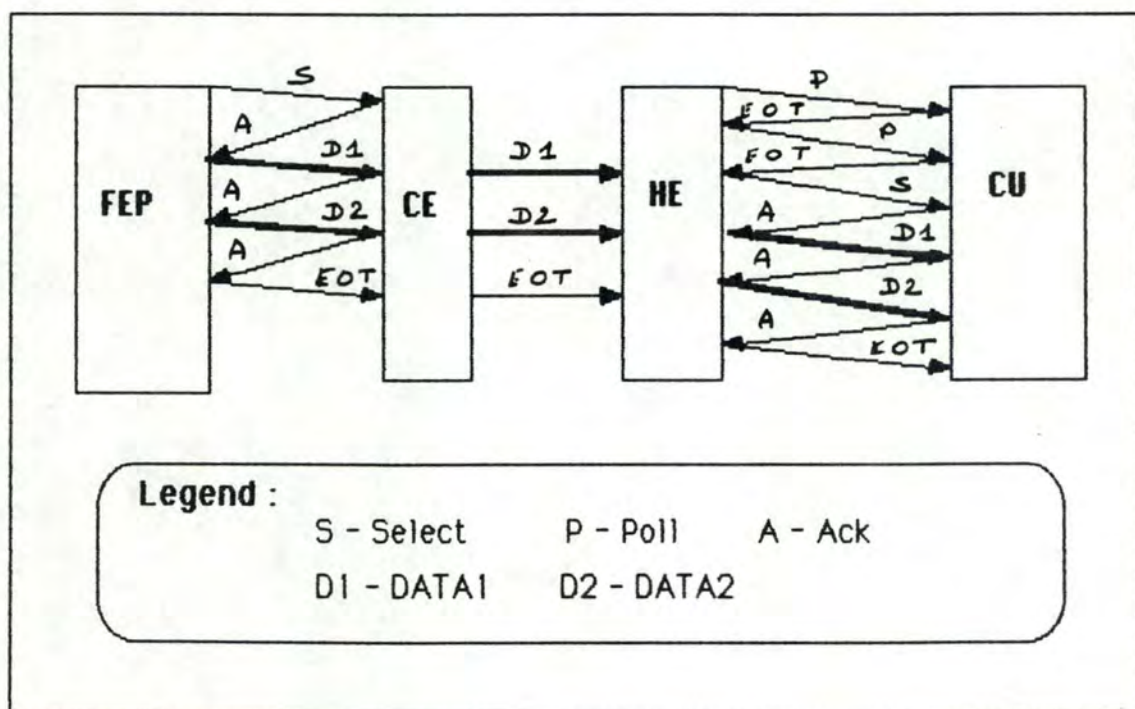 S
P
EOT
A
P
D1
D1
EOT
FEP
CE
HE
S
CU
A
D2
D2
A
D1
A
EOT
EOT
A
D2
A
EOT
Legend :
S - Select P - Poll A - Ack
D1 - DATA1 D2 - DATA2